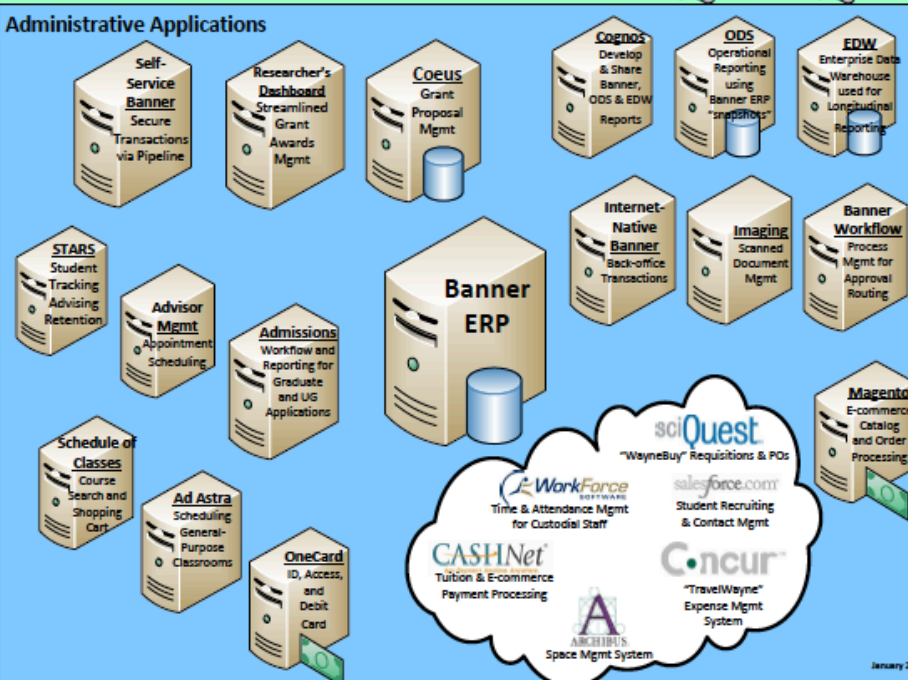 Administrative Applications
Self-
Service
Banner
Secure
Transactions
via Pipeline
Researcher's
Dashboard
Streamlined
Grant
Awards
Mgmt
Coeus
Grant
Proposal
Mgmt
Cognos
Develop
& Share
Banner,
ODS & EDW
Reports
ODS
Operational
Reporting
using
Banner ERP
"snapshots"
EDW
Enterprise Data
Warehouse
used for
Longitudinal
Reporting
STARS
Student
Tracking
Advising
Retention
Advisor
Mgmt
Appointment
Scheduling
Admissions
Workflow and
Reporting for
Graduate
and UG
Applications
Banner
ERP
Internet-
Native
Banner
Back-office
Transactions
Imaging
Scanned
Document
Mgmt
Banner
Workflow
Process
Mgmt for
Approval
Routing
Schedule of
Classes
Course
Search and
Shopping
Cart
Ad Astra
Scheduling
General-
Purpose
Classrooms
OneCard
ID, Access,
and
Debit
Card
Magento
E-commerce
Catalog
and Order
Processing
sciQuest
"WayneBuy" Requisitions & POs
WorkForce
SOFTWARE
Time & Attendance Mgmt
for Custodial Staff
salesforce.com
Student Recruiting
& Contact Mgmt
CASHNet
Tuition & E-commerce
Payment Processing
Concur
"TravelWayne"
Expense Mgmt
System
ARCHIBUS
Space Mgmt System
January